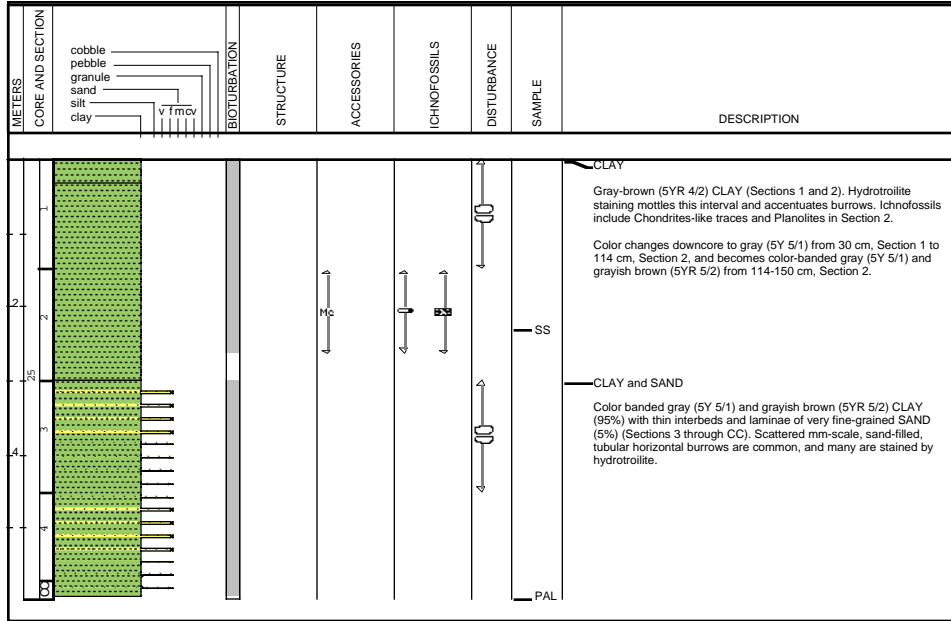 METERS
CORE AND SECTION
cobble
pebble
granule
sand
silt
clay
v f m c v
BIOTURBATION
STRUCTURE
ACCESSORIES
ICHNOFOSSILS
DISTURBANCE
SAMPLE
DESCRIPTION
CLAY
Gray-brown (5YR 4/2) CLAY (Sections 1 and 2). Hydrotroilite
staining mottles this interval and accentuates burrows. Ichnofossils
include Chondrites-like traces and Planolites in Section 2.
Color changes downcore to gray (5Y 5/1) from 30 cm, Section 1 to
114 cm, Section 2, and becomes color-banded gray (5Y 5/1) and
grayish brown (5YR 5/2) from 114-150 cm, Section 2.
1
2
2
Mc
SS
25
CLAY and SAND
Color banded gray (5Y 5/1) and grayish brown (5YR 5/2) CLAY
(95%) with thin interbeds and laminae of very fine-grained SAND
(5%) (Sections 3 through CC). Scattered mm-scale, sand-filled,
tubular horizontal burrows are common, and many are stained by
hydrotroilite.
3
4
4
CC
PAL